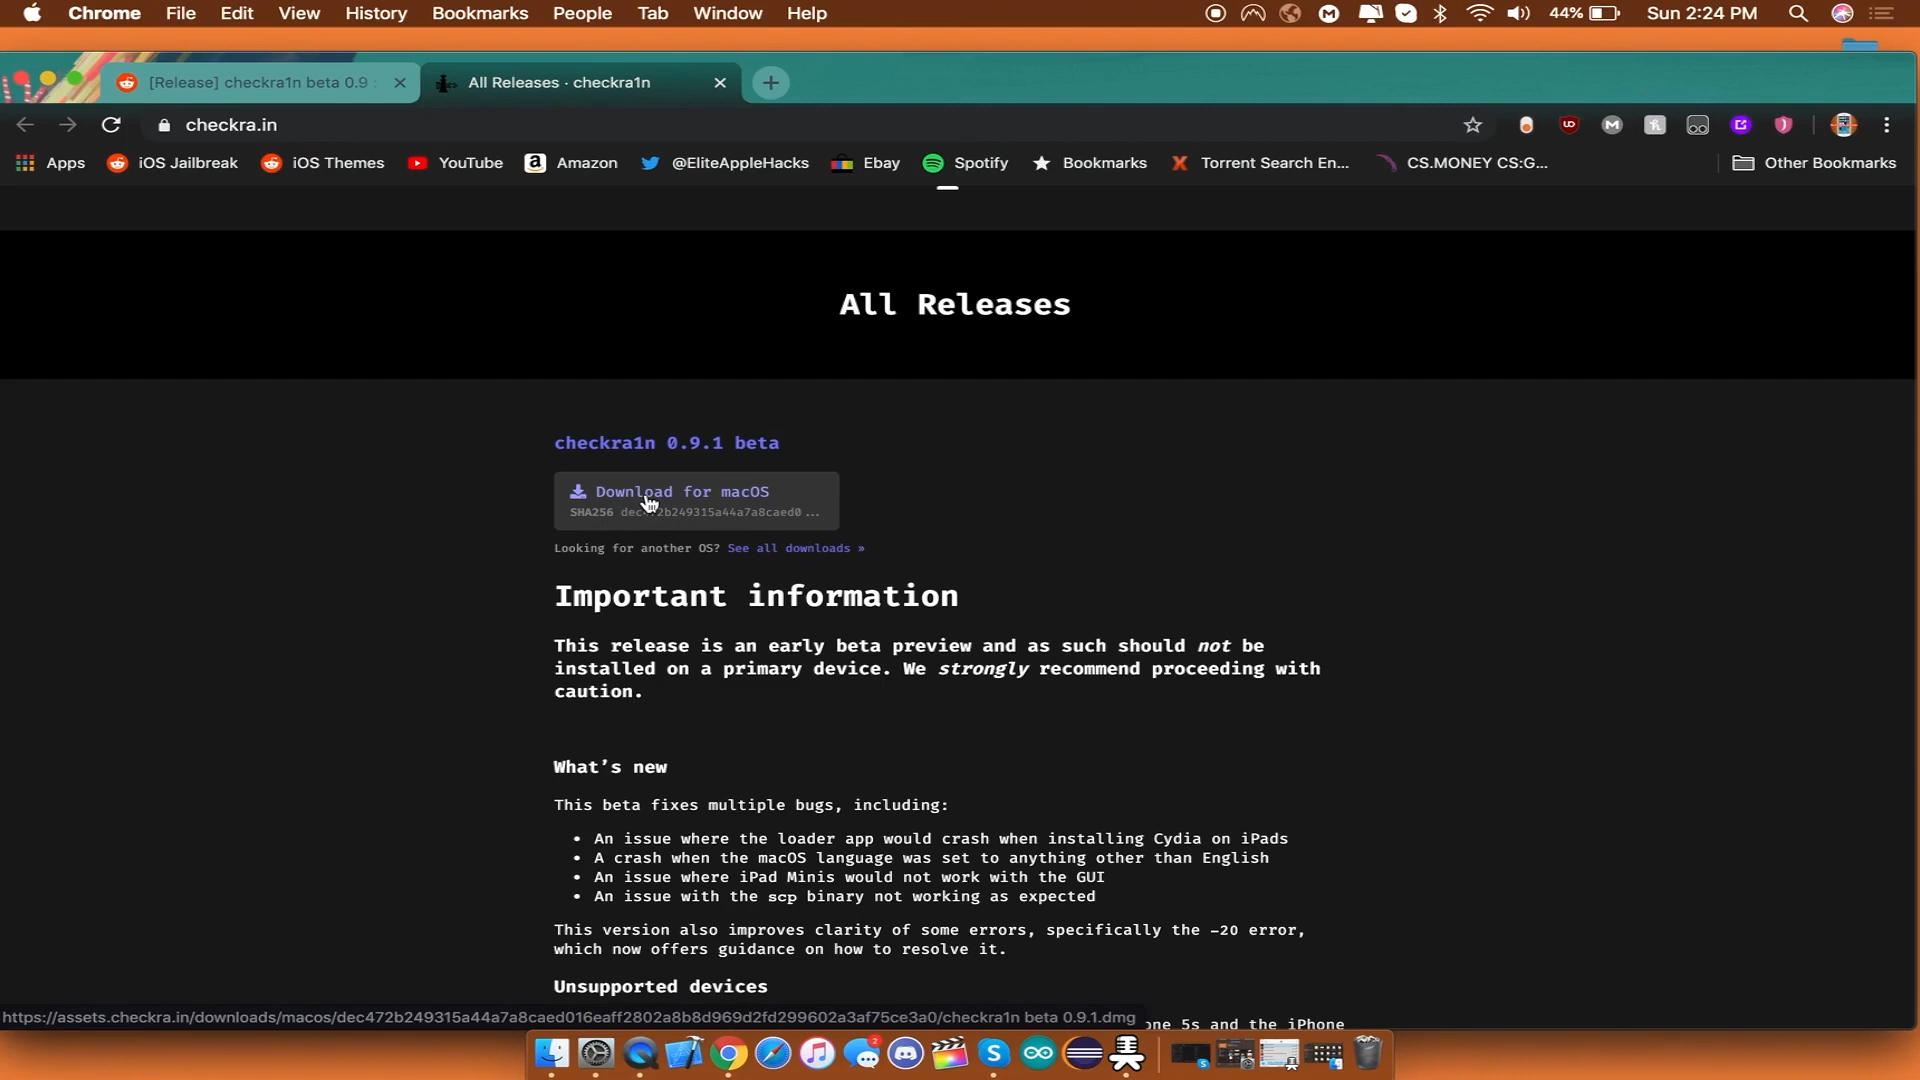 Chrome File Edit View History Bookmarks People Tab Window Help 44% Sun 2:24 PM
[Release] checkra1n beta 0.9 All Releases · checkra1n
checkra.in
Apps iOS Jailbreak iOS Themes YouTube Amazon @EliteAppleHacks Ebay Spotify Bookmarks Torrent Search En... CS.MONEY CS:G... Other Bookmarks
All Releases
checkra1n 0.9.1 beta
Download for macOS
SHA256 dec472b249315a44a7a8caed0 ...
Looking for another OS? See all downloads »
Important information
This release is an early beta preview and as such should not be
installed on a primary device. We strongly recommend proceeding with
caution.
What's new
This beta fixes multiple bugs, including:
• An issue where the loader app would crash when installing Cydia on iPads
• A crash when the macOS language was set to anything other than English
• An issue where iPad Minis would not work with the GUI
• An issue with the scp binary not working as expected
This version also improves clarity of some errors, specifically the -20 error,
which now offers guidance on how to resolve it.
Unsupported devices
https://assets.checkra.in/downloads/macos/dec472b249315a44a7a8caed016eaff2802a8b8d969d2fd299602a3af75ce3a0/checkra1n beta 0.9.1.dmg
one 5s and the iPhone
2